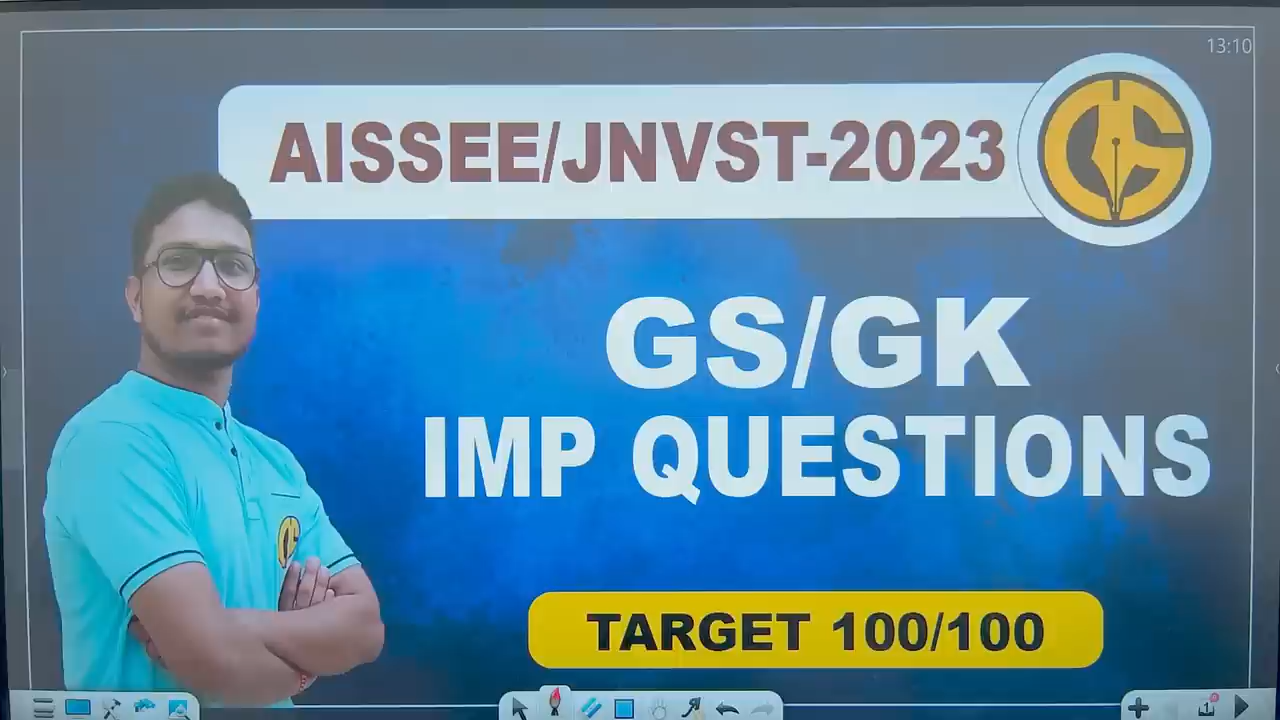 13:10
AISSEE/JNVST-2023
GS/GK
IMP QUESTIONS
TARGET 100/100